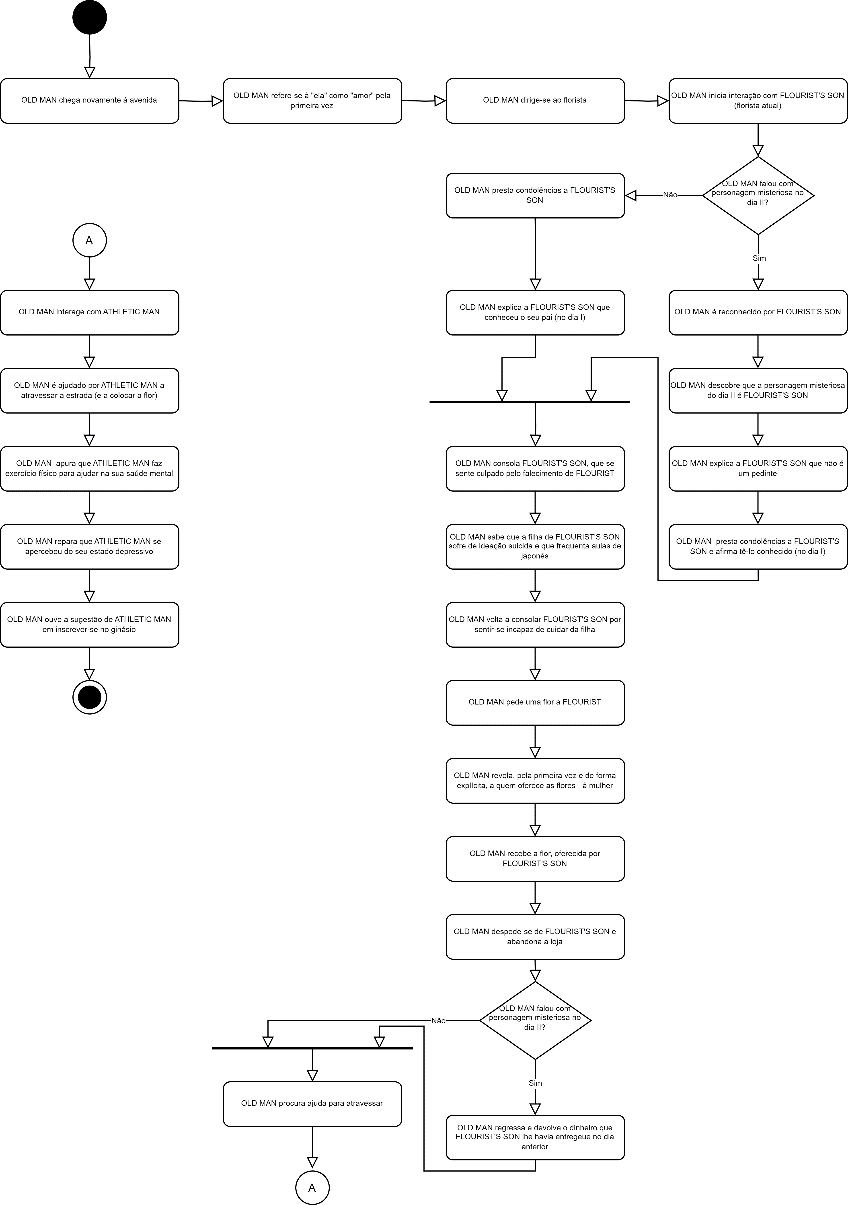 OLD MAN chega novamente à avenida
OLD MAN refere-se à "ela" como "amor" pela
primeira vez
OLD MAN dirige-se ao florista
OLD MAN inicia interação com FLOURIST'S SON
(florista atual)
OLD MAN falou com
personagem misteriosa no
dia II?
Não
OLD MAN presta condolências a FLOURIST'S
SON
Sim
OLD MAN explica a FLOURIST'S SON que
conheceu o seu pai (no dia I)
OLD MAN é reconhecido por FLOURIST'S SON
OLD MAN descobre que a personagem misteriosa
do dia II é FLOURIST'S SON
OLD MAN explica a FLOURIST'S SON que não é
um pedinte
OLD MAN presta condolências a FLOURIST'S
SON e afirma tê-lo conhecido (no dia I)
OLD MAN consola FLOURIST'S SON, que se
sente culpado pelo falecimento de FLOURIST
OLD MAN sabe que a filha de FLOURIST'S SON
sofre de ideação suicida e que frequenta aulas de
japonês
OLD MAN volta a consolar FLOURIST'S SON por
sentir-se incapaz de cuidar da filha
OLD MAN pede uma flor a FLOURIST
OLD MAN revela, pela primeira vez e de forma
explícita, a quem oferece as flores - à mulher
OLD MAN recebe a flor, oferecida por
FLOURIST'S SON
OLD MAN despede-se de FLOURIST'S SON e
abandona a loja
OLD MAN falou com
personagem misteriosa no
dia II?
Não
Sim
OLD MAN regressa e devolve o dinheiro que
FLOURIST'S SON lhe havia entregeue no dia
anterior
OLD MAN procura ajuda para atravessar
A
A
OLD MAN interage com ATHLETIC MAN
OLD MAN é ajudado por ATHLETIC MAN a
atravessar a estrada (e a colocar a flor)
OLD MAN apura que ATHLETIC MAN faz
exercício físico para ajudar na sua saúde mental
OLD MAN repara que ATHLETIC MAN se
apercebeu do seu estado depressivo
OLD MAN ouve a sugestão de ATHLETIC MAN
em inscrever-se no ginásio